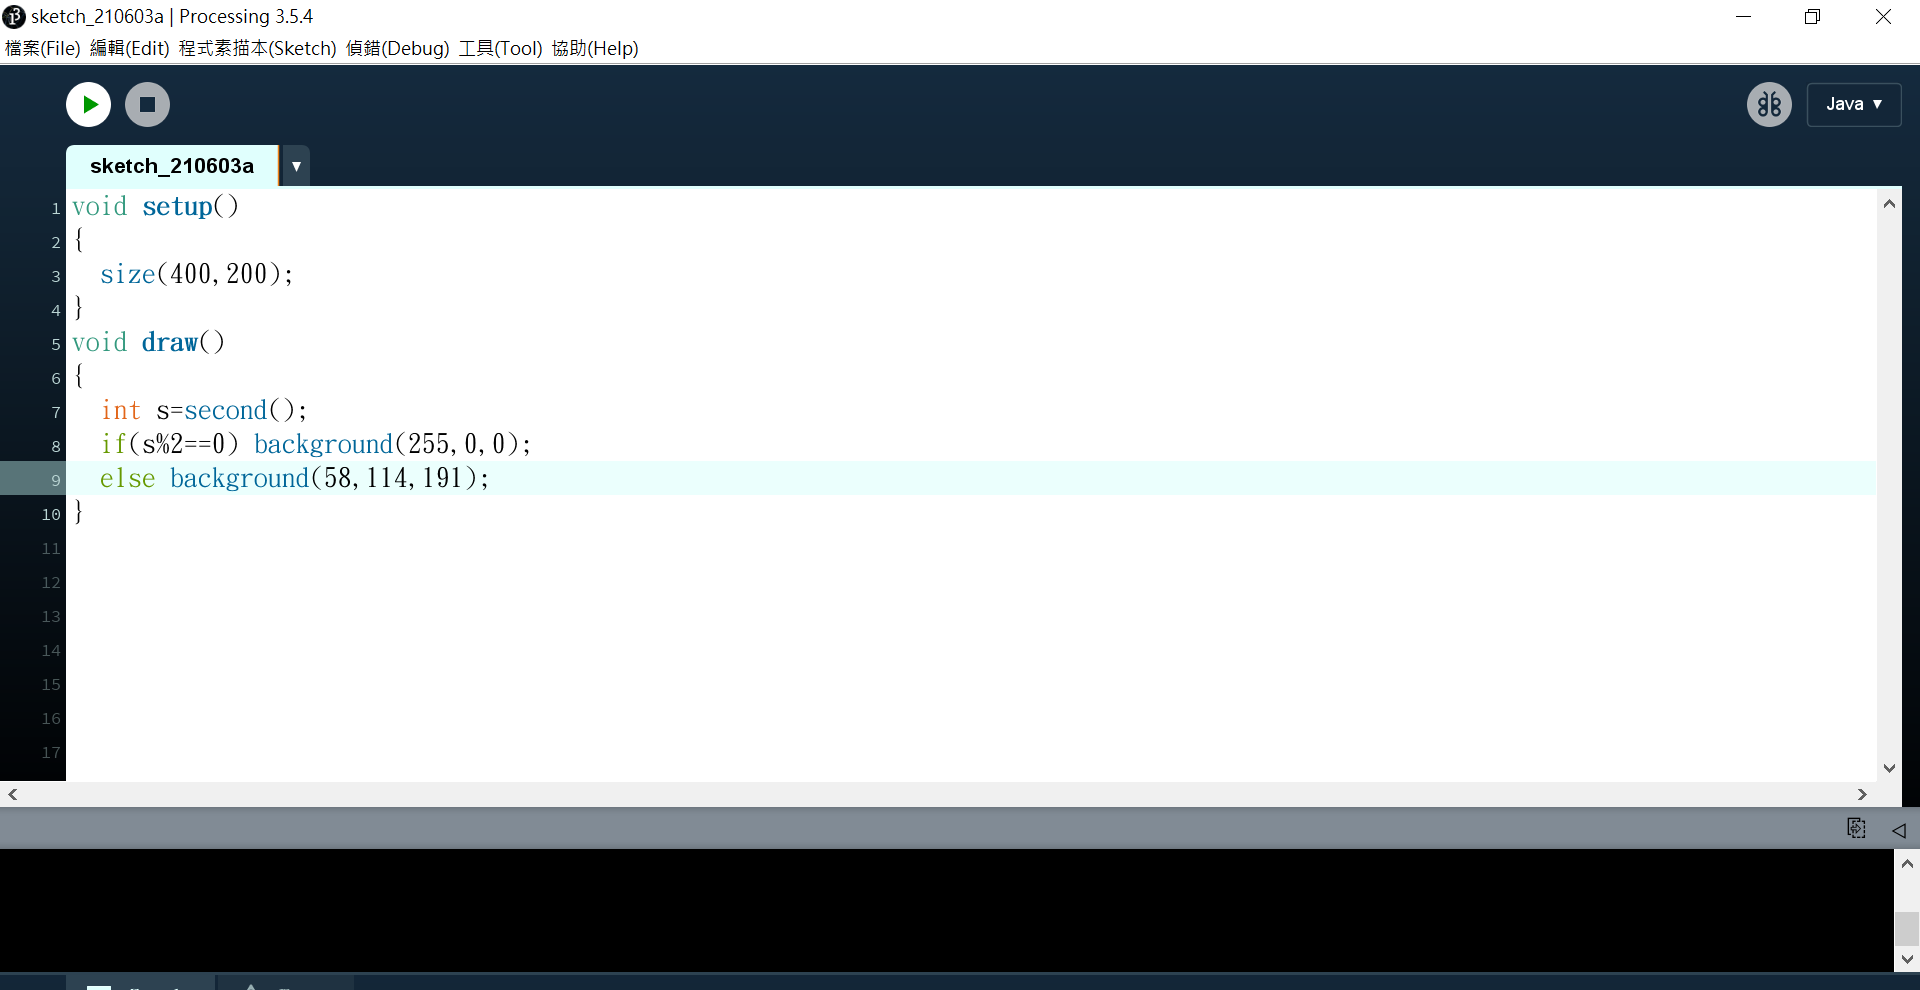 sketch_210603a | Processing 3.5.4
檔案(File) 編輯(Edit) 程式素描本(Sketch) 偵錯(Debug) 工具(Tool) 協助(Help)
Java ▼
sketch_210603a ▼
1 void setup()
2 {
3 size(400,200);
4 }
5 void draw()
6 {
7 int s=second();
8 if(s%2==0) background(255,0,0);
9 else background(58,114,191);
10 }
11
12
13
14
15
16
17